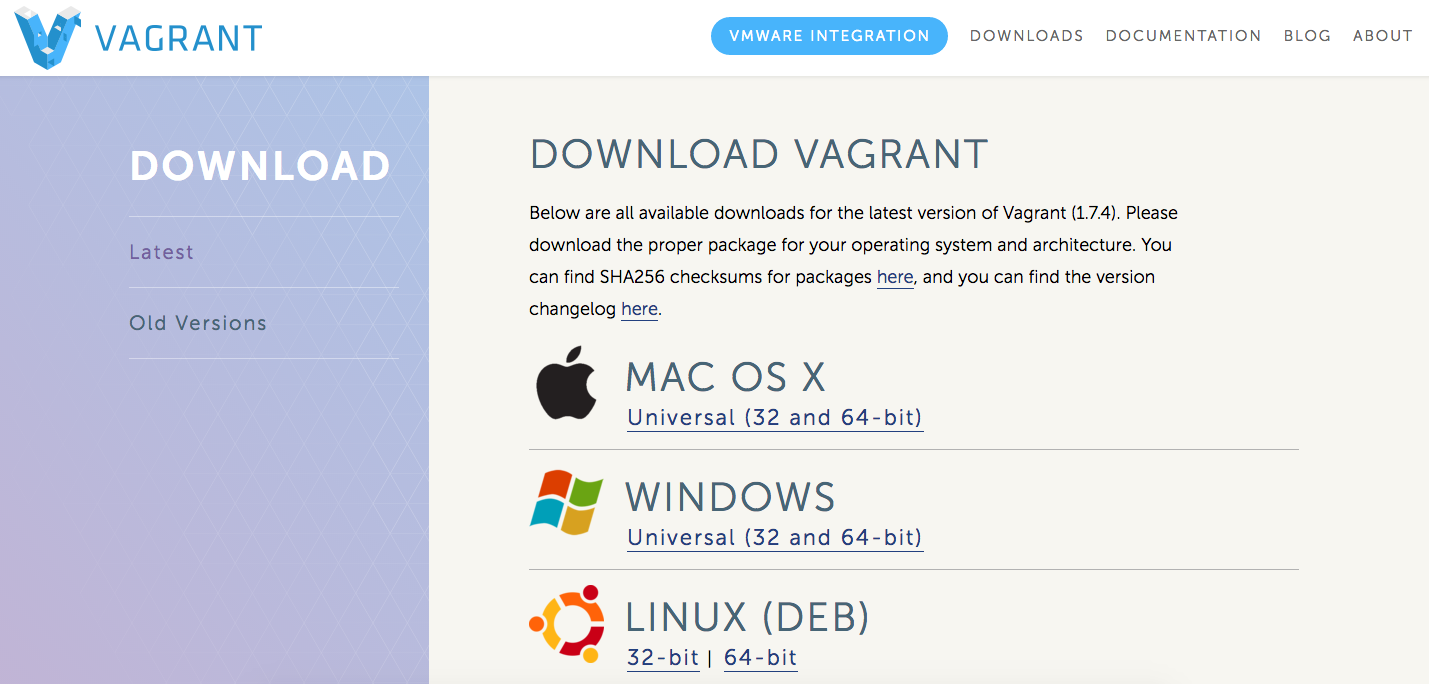 VAGRANT
VMWARE INTEGRATION
DOWNLOADS
DOCUMENTATION
BLOG
ABOUT
DOWNLOAD
Latest
Old Versions
DOWNLOAD VAGRANT
Below are all available downloads for the latest version of Vagrant (1.7.4). Please
download the proper package for your operating system and architecture. You
can find SHA256 checksums for packages here, and you can find the version
changelog here.
MAC OS X
Universal (32 and 64-bit)
WINDOWS
Universal (32 and 64-bit)
LINUX (DEB)
32-bit | 64-bit